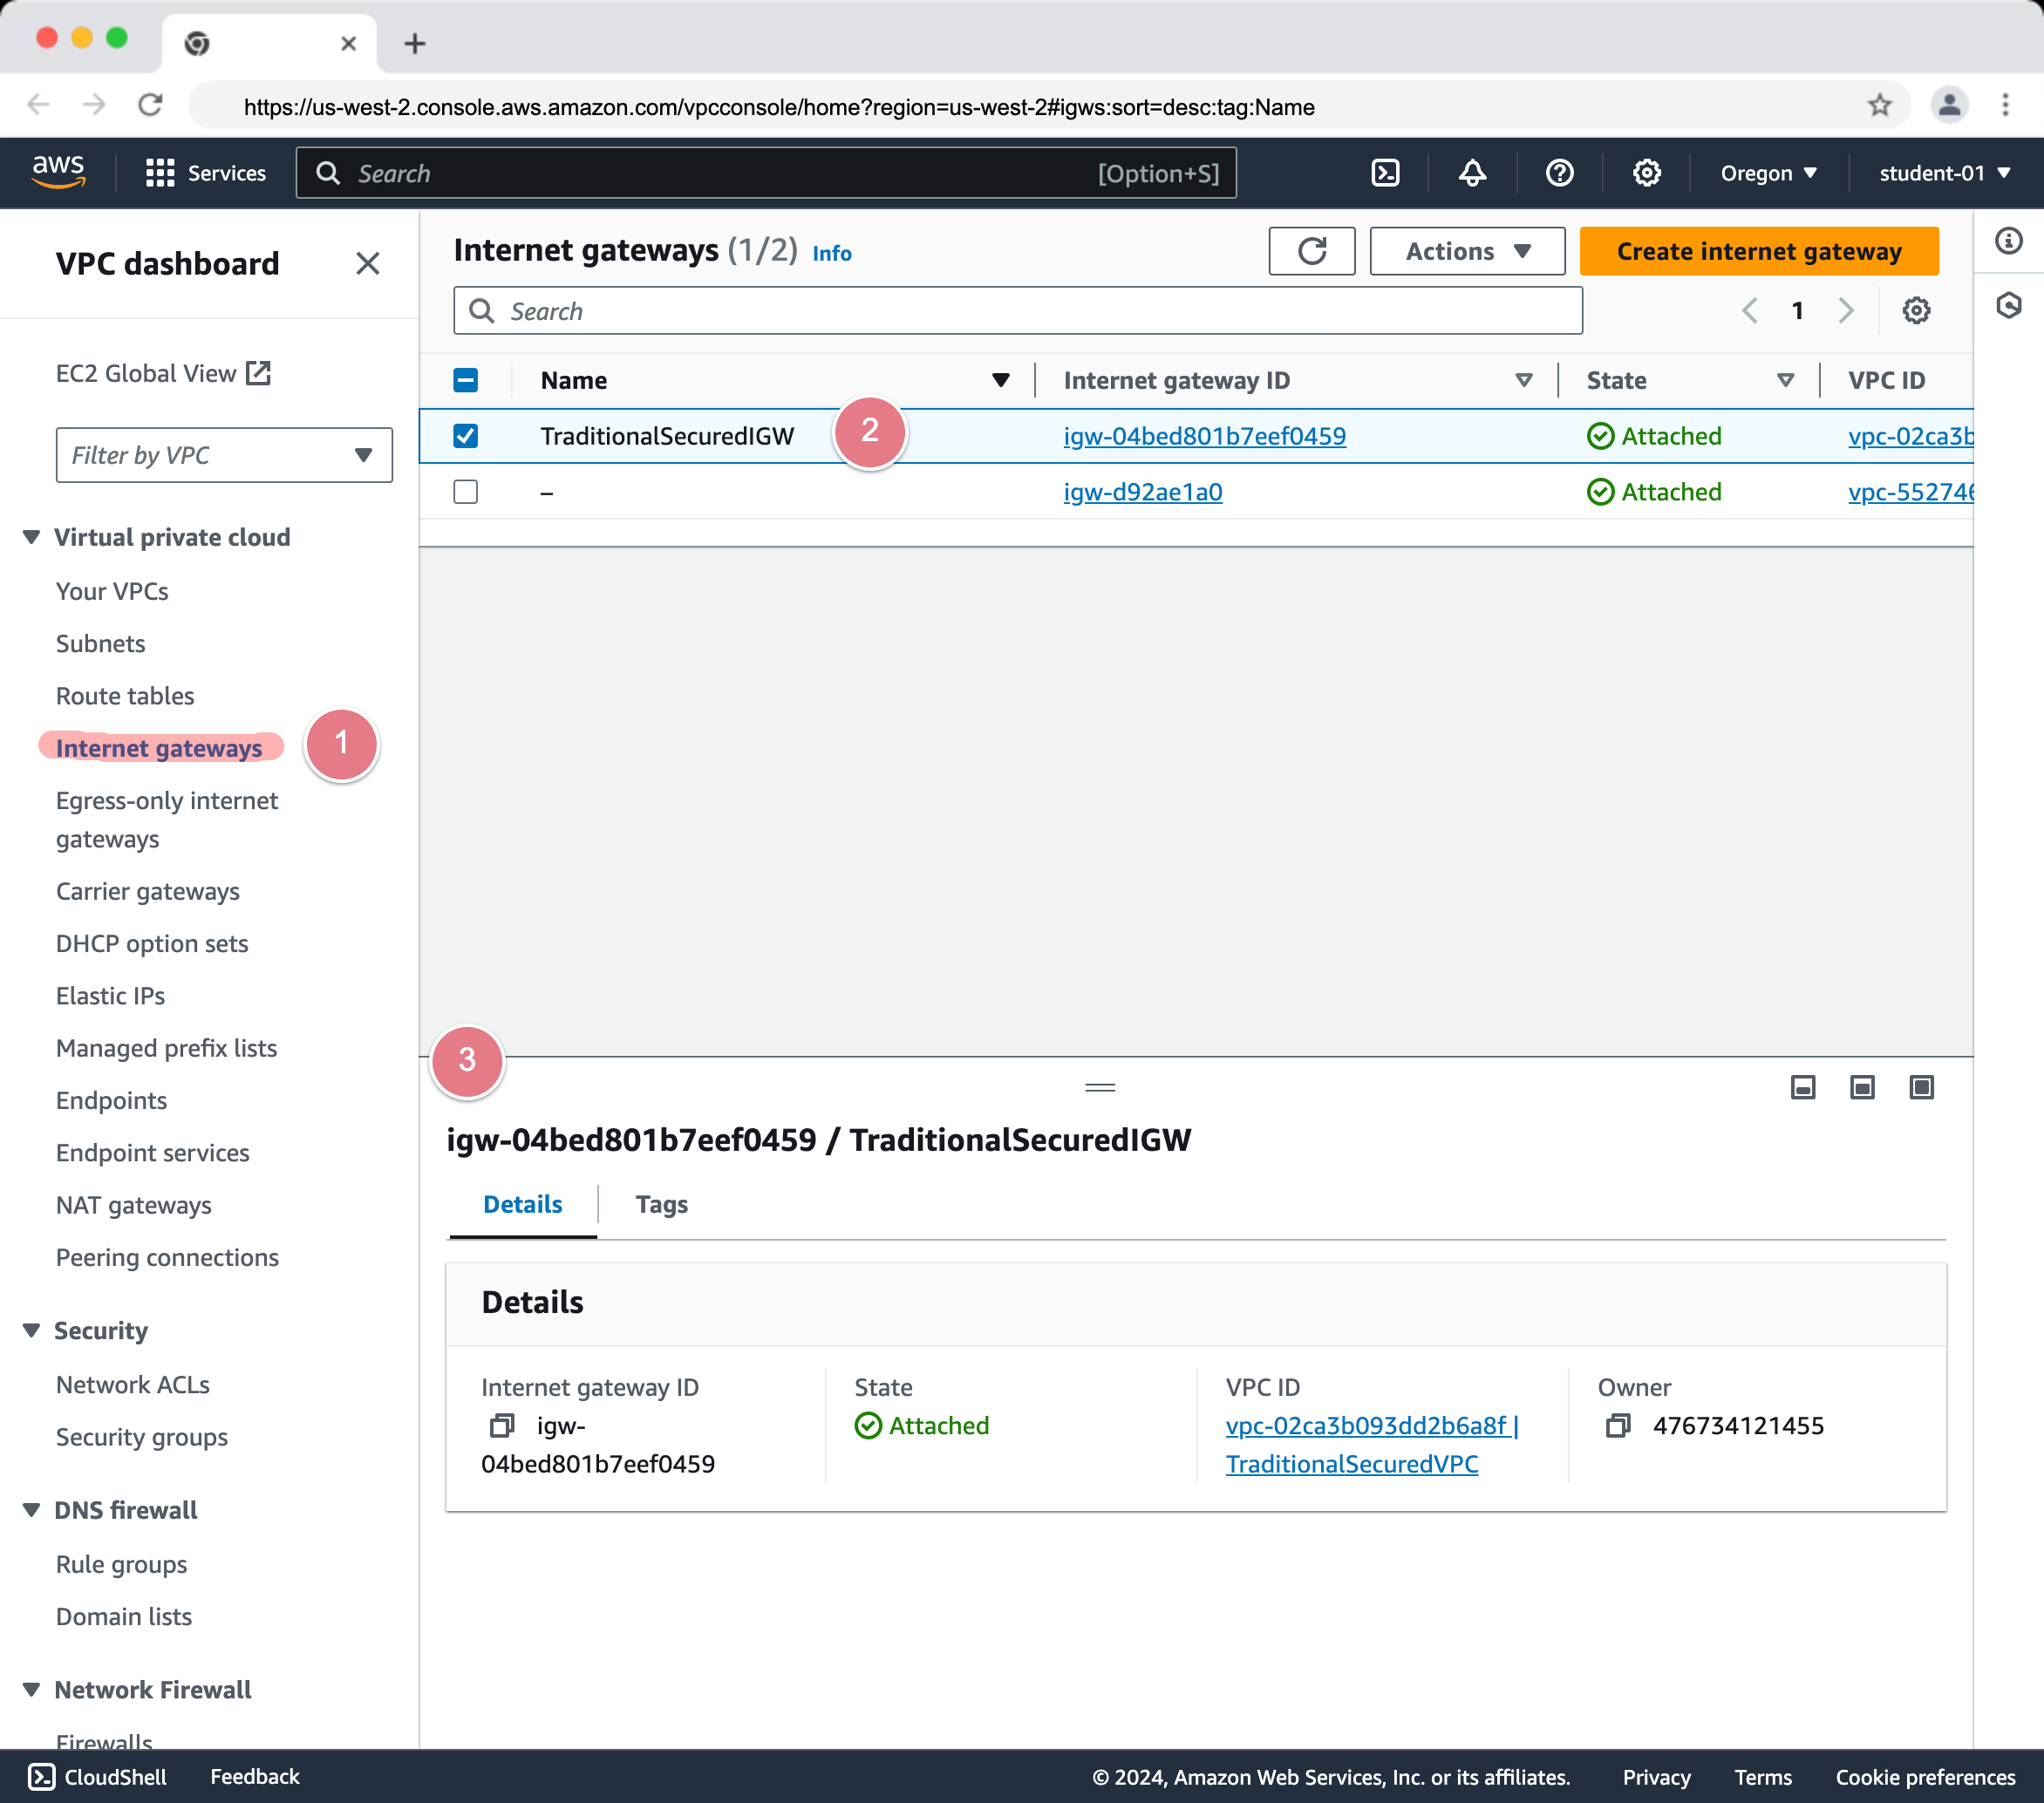 https://us-west-2.console.aws.amazon.com/vpcconsole/home?region=us-west-2#igws:sort=desc:tag:Name
aws
Services
Search
[Option+S]
Oregon
student-01
VPC dashboard
EC2 Global View
Filter by VPC
Virtual private cloud
Your VPCs
Subnets
Route tables
Internet gateways
1
Egress-only internet
gateways
Carrier gateways
DHCP option sets
Elastic IPs
Managed prefix lists
Endpoints
Endpoint services
NAT gateways
Peering connections
Security
Network ACLs
Security groups
DNS firewall
Rule groups
Domain lists
Network Firewall
Firewalls
Internet gateways (1/2) Info
Actions
Create internet gateway
Search
1
Name Internet gateway ID State VPC ID
TraditionalSecuredIGW 2 igw-04bed801b7eef0459 Attached vpc-02ca3b
– igw-d92ae1a0 Attached vpc-552746
3
igw-04bed801b7eef0459 / TraditionalSecuredIGW
Details Tags
Details
Internet gateway ID
igw-
04bed801b7eef0459
State
Attached
VPC ID
vpc-02ca3b093dd2b6a8f |
TraditionalSecuredVPC
Owner
476734121455
CloudShell Feedback © 2024, Amazon Web Services, Inc. or its affiliates. Privacy Terms Cookie preferences